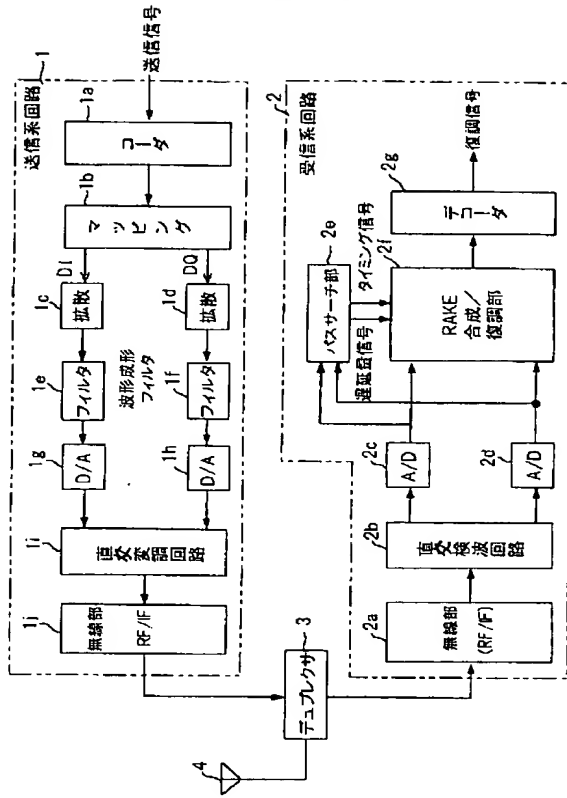 送信系回路
1
送信信号
1a
コーダ
1b
マッピング
DI
DQ
1c
拡散
1d
拡散
1e
フィルタ
波形成形
フィルタ
1f
フィルタ
1g
D/A
1h
D/A
1i
直交変調回路
1j
無線部
RF/IF
3
デュプレクサ
4
受信系回路
2
2a
無線部
(RF/IF)
2b
直交検波回路
2c
A/D
2d
A/D
2e
パスサーチ部
タイミング信号
遅延量信号
2f
RAKE
合成/
復調部
2g
デコーダ
復調信号